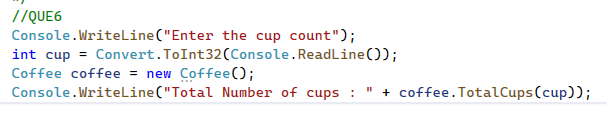 //QUE6
Console.WriteLine("Enter the cup count");
int cup = Convert.ToInt32(Console.ReadLine());
Coffee coffee = new Coffee();
Console.WriteLine("Total Number of cups : " + coffee.TotalCups(cup));